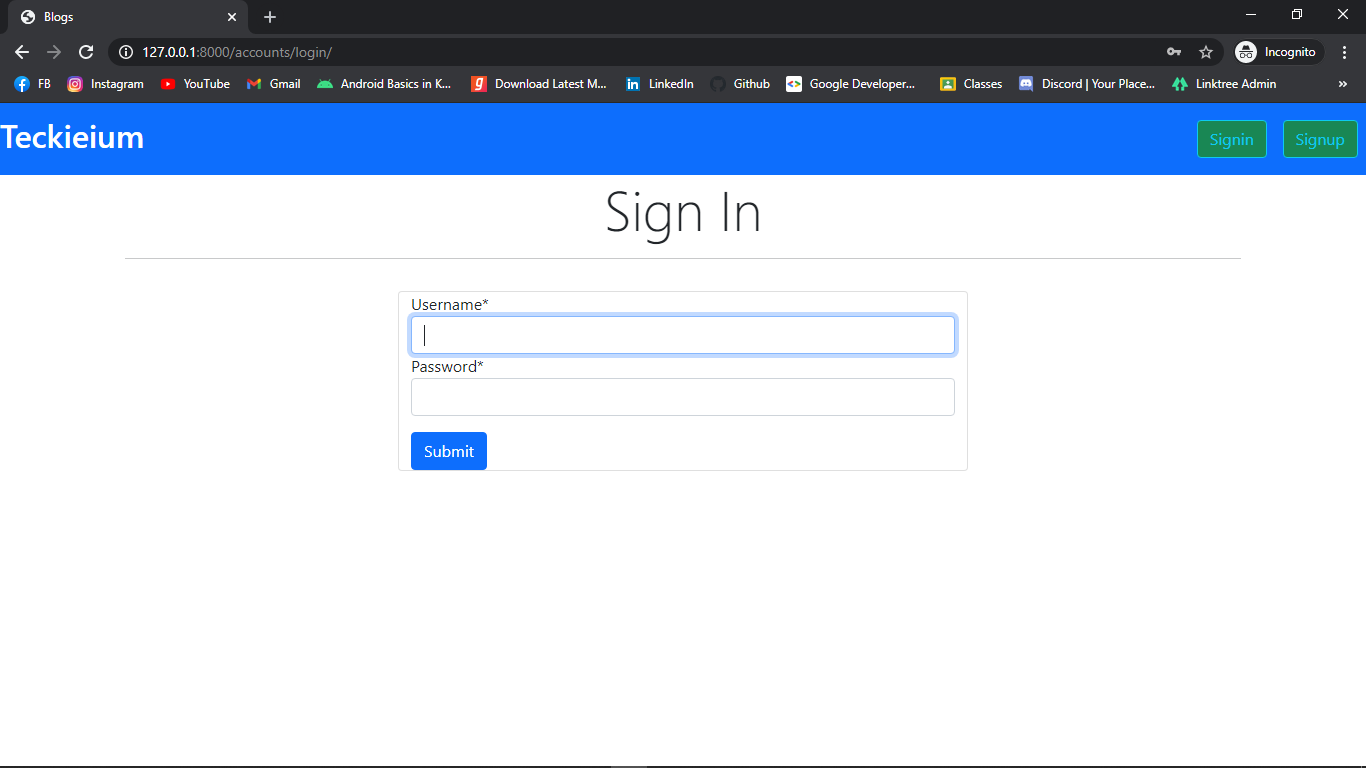 Blogs
127.0.0.1:8000/accounts/login/
Incognito
FB Instagram YouTube Gmail Android Basics in K... Download Latest M... LinkedIn Github Google Developer... Classes Discord | Your Place... Linktree Admin »
Teckieium Signin Signup
Sign In
Username*
Password*
Submit